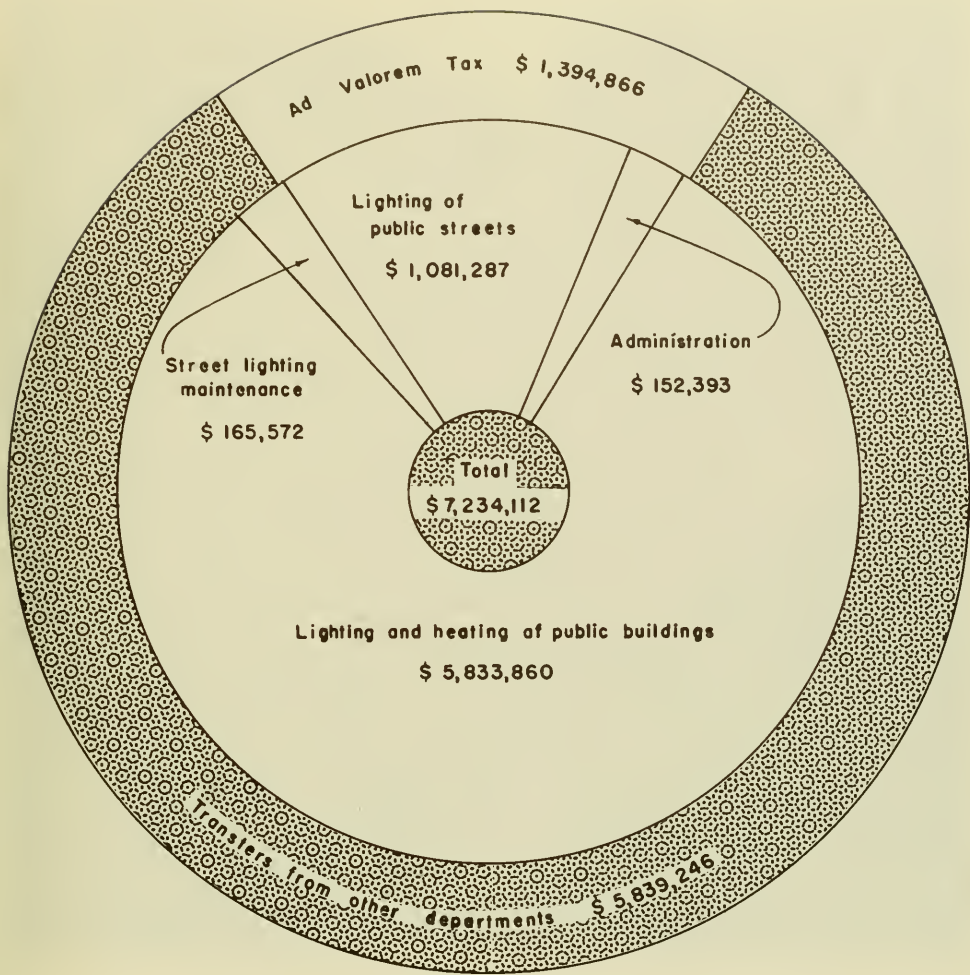 Ad Valorem Tax $ 1,394,866
Lighting of
public streets
$ 1,081,287
Street lighting
maintenance
$ 165,572
Administration
$ 152,393
Total
$ 7,234,112
Lighting and heating of public buildings
$ 5,833,860
Transfers from other departments $ 5,839,246